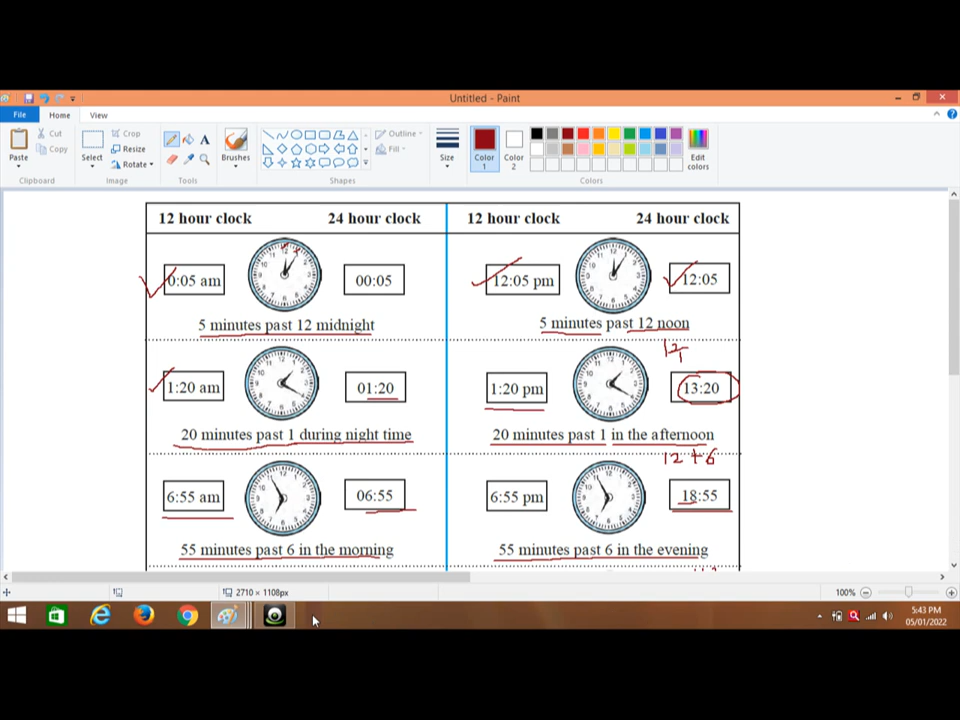 Untitled - Paint
File Home View
Paste
Cut
Copy
Clipboard
Select
Crop
Resize
Rotate
Image
A
Tools
Brushes
Outline
Fill
Shapes
Size
Color 1
Color 2
Edit colors
Colors
12 hour clock 24 hour clock 12 hour clock 24 hour clock
0:05 am 00:05 12:05 pm 12:05
5 minutes past 12 midnight 5 minutes past 12 noon
12
1
1:20 am 01:20 1:20 pm 13:20
20 minutes past 1 during night time 20 minutes past 1 in the afternoon
12 + 6
6:55 am 06:55 6:55 pm 18:55
55 minutes past 6 in the morning 55 minutes past 6 in the evening
2710 × 1108px 100%
5:43 PM
05/01/2022